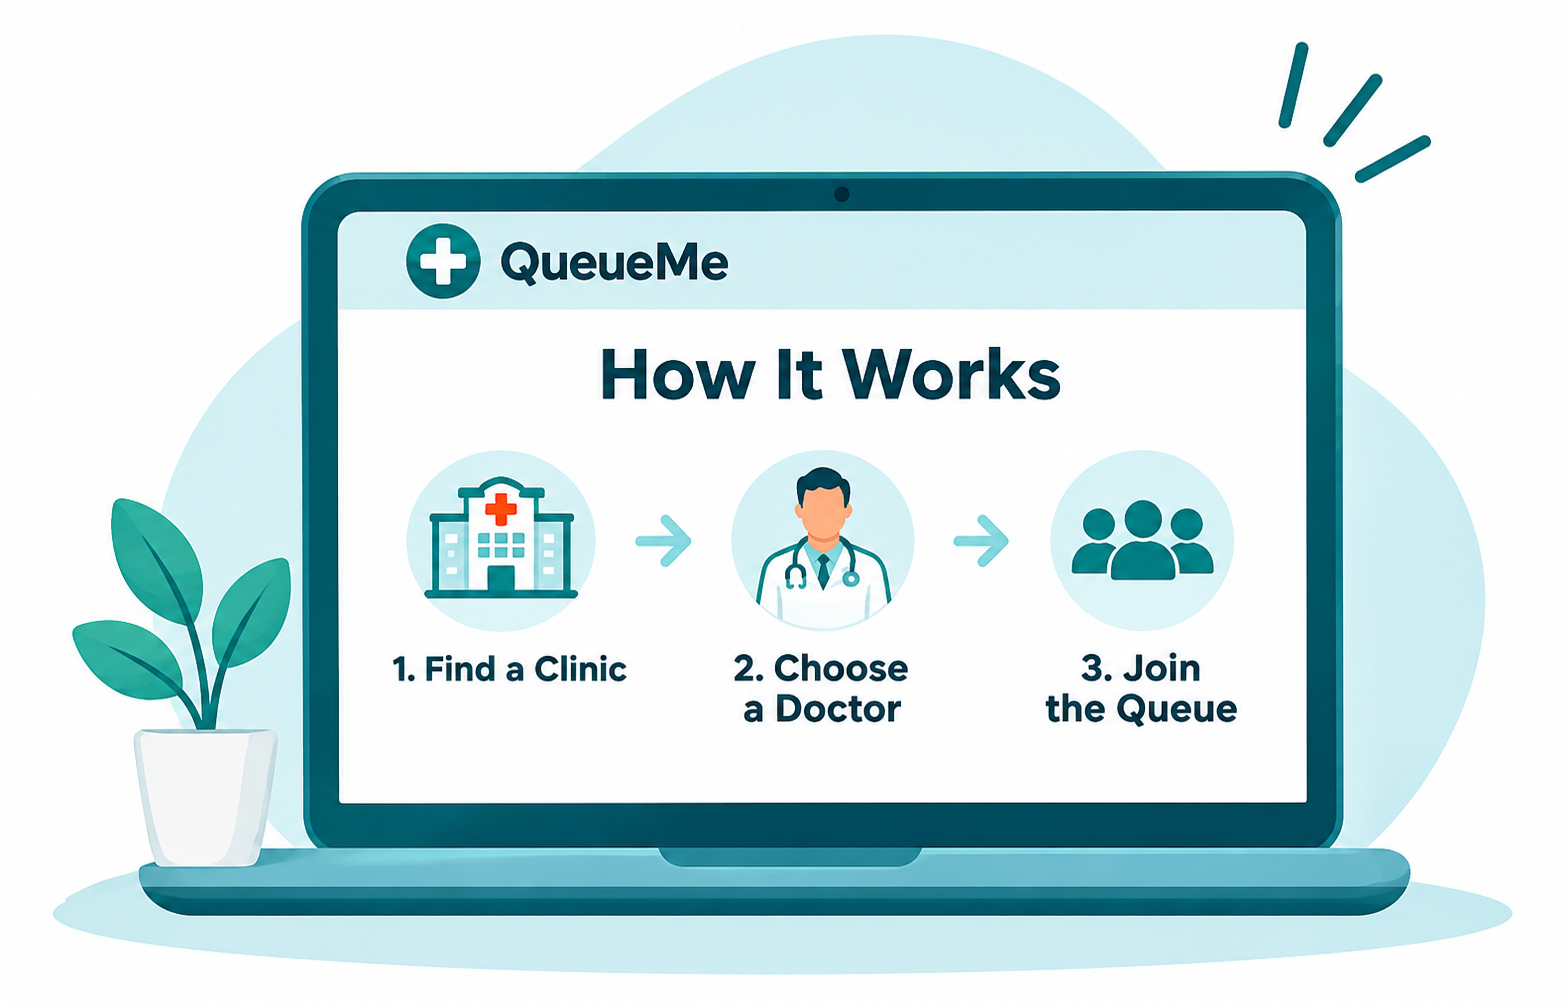 QueueMe
How It Works
1. Find a Clinic
2. Choose
a Doctor
3. Join
the Queue